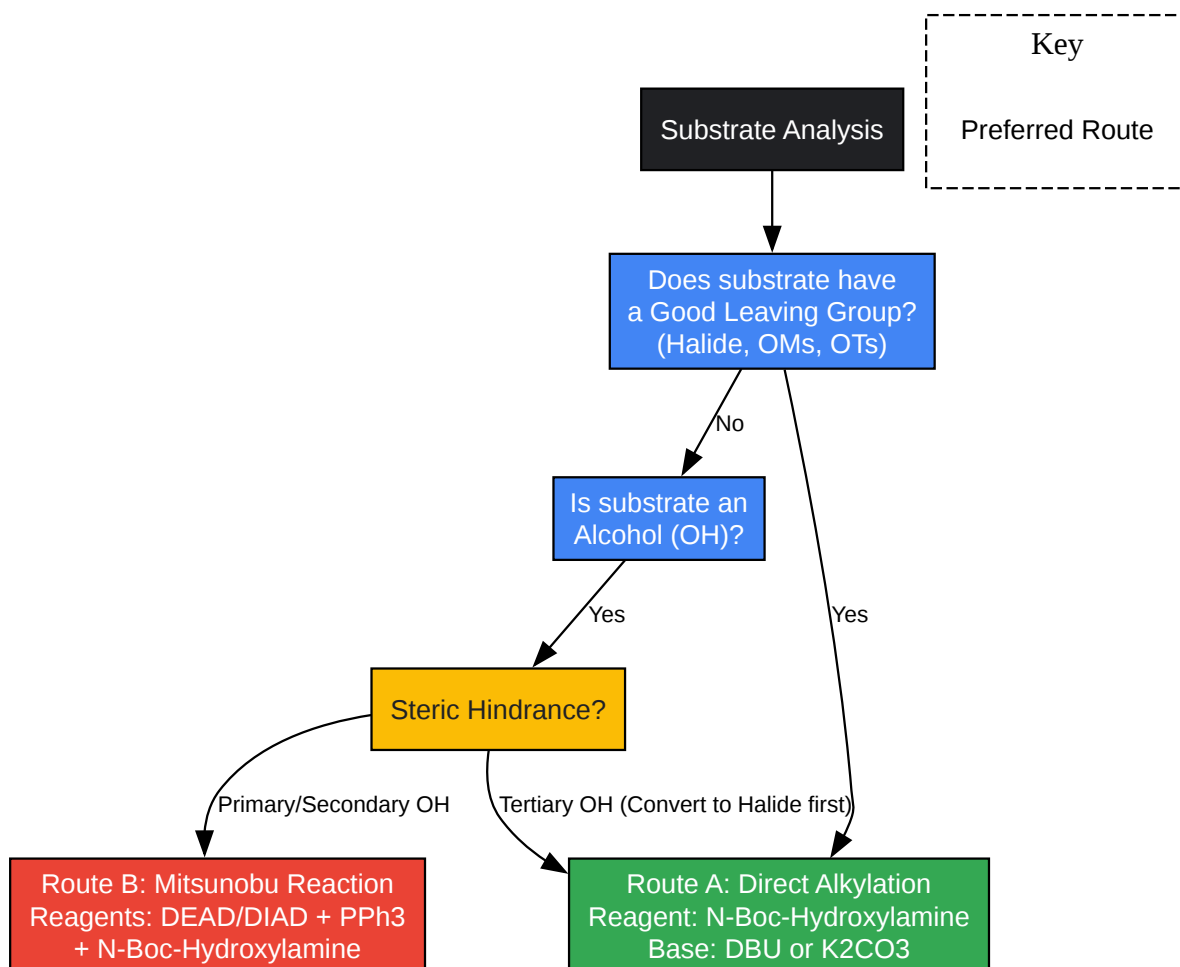 Key
Preferred Route
Substrate Analysis
Does substrate have
a Good Leaving Group?
(Halide, OMs, OTs)
No
Is substrate an
Alcohol (OH)?
Yes
Yes
Steric Hindrance?
Primary/Secondary OH
Tertiary OH (Convert to Halide first)
Route B: Mitsunobu Reaction
Reagents: DEAD/DIAD + PPh3
+ N-Boc-Hydroxylamine
Route A: Direct Alkylation
Reagent: N-Boc-Hydroxylamine
Base: DBU or K2CO3